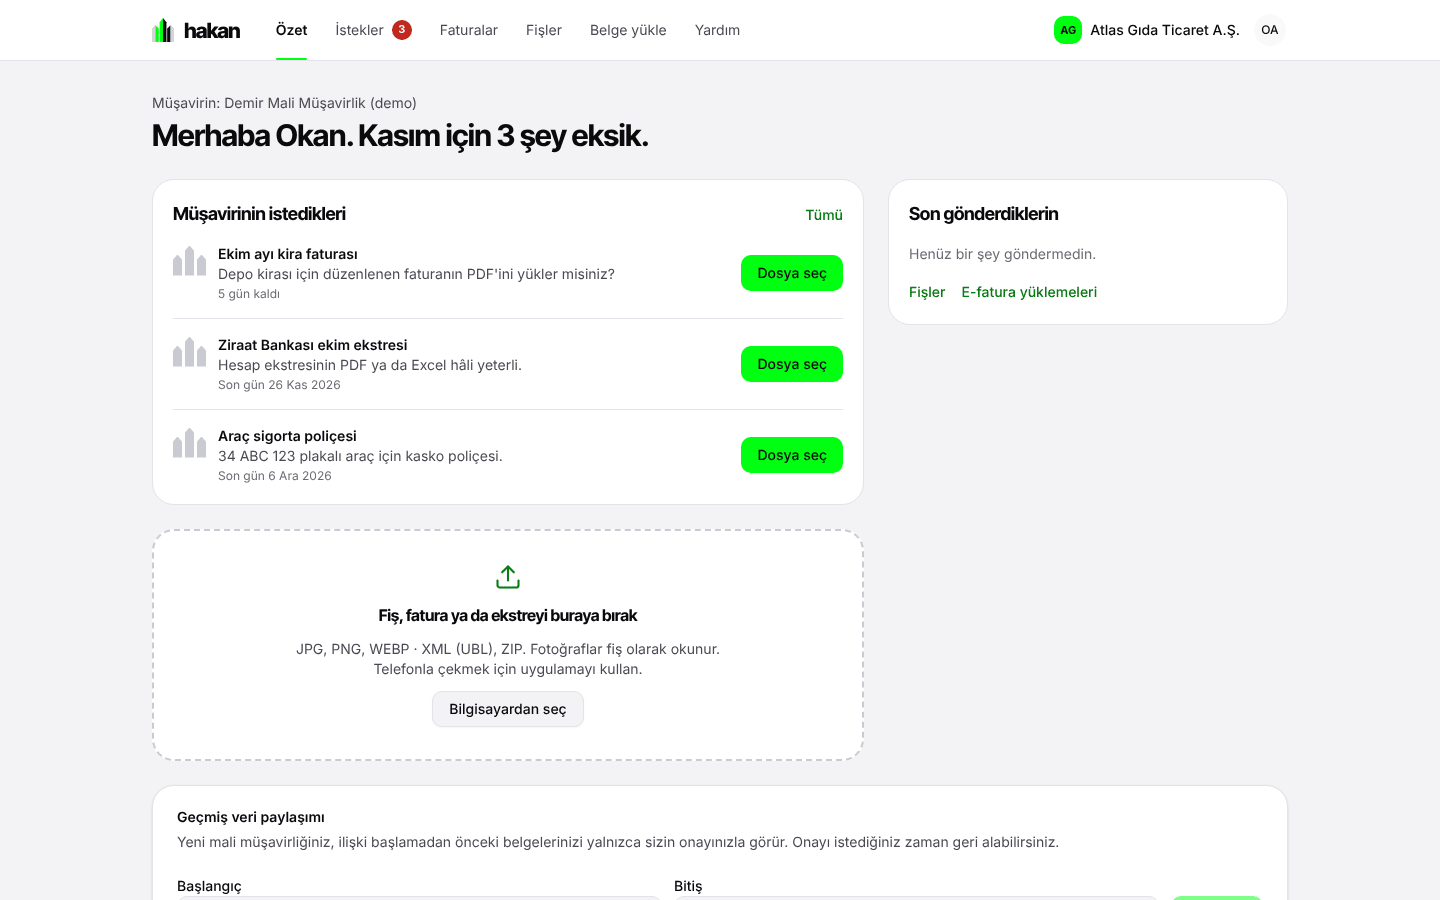 hakan
Özet
İstekler 3
Faturalar
Fişler
Belge yükle
Yardım
AG Atlas Gıda Ticaret A.Ş.
OA
Müşavirin: Demir Mali Müşavirlik (demo)
Merhaba Okan. Kasım için 3 şey eksik.
Müşavirinin istedikleri
Tümü
Ekim ayı kira faturası
Depo kirası için düzenlenen faturanın PDF'ini yükler misiniz?
5 gün kaldı
Dosya seç
Ziraat Bankası ekim ekstresi
Hesap ekstresinin PDF ya da Excel hâli yeterli.
Son gün 26 Kas 2026
Dosya seç
Araç sigorta poliçesi
34 ABC 123 plakalı araç için kasko poliçesi.
Son gün 6 Ara 2026
Dosya seç
Son gönderdiklerin
Henüz bir şey göndermedin.
Fişler
E-fatura yüklemeleri
Fiş, fatura ya da ekstreyi buraya bırak
JPG, PNG, WEBP · XML (UBL), ZIP. Fotoğraflar fiş olarak okunur.
Telefonla çekmek için uygulamayı kullan.
Bilgisayardan seç
Geçmiş veri paylaşımı
Yeni mali müşavirliğiniz, ilişki başlamadan önceki belgelerinizi yalnızca sizin onayınızla görür. Onayı istediğiniz zaman geri alabilirsiniz.
Başlangıç
Bitiş